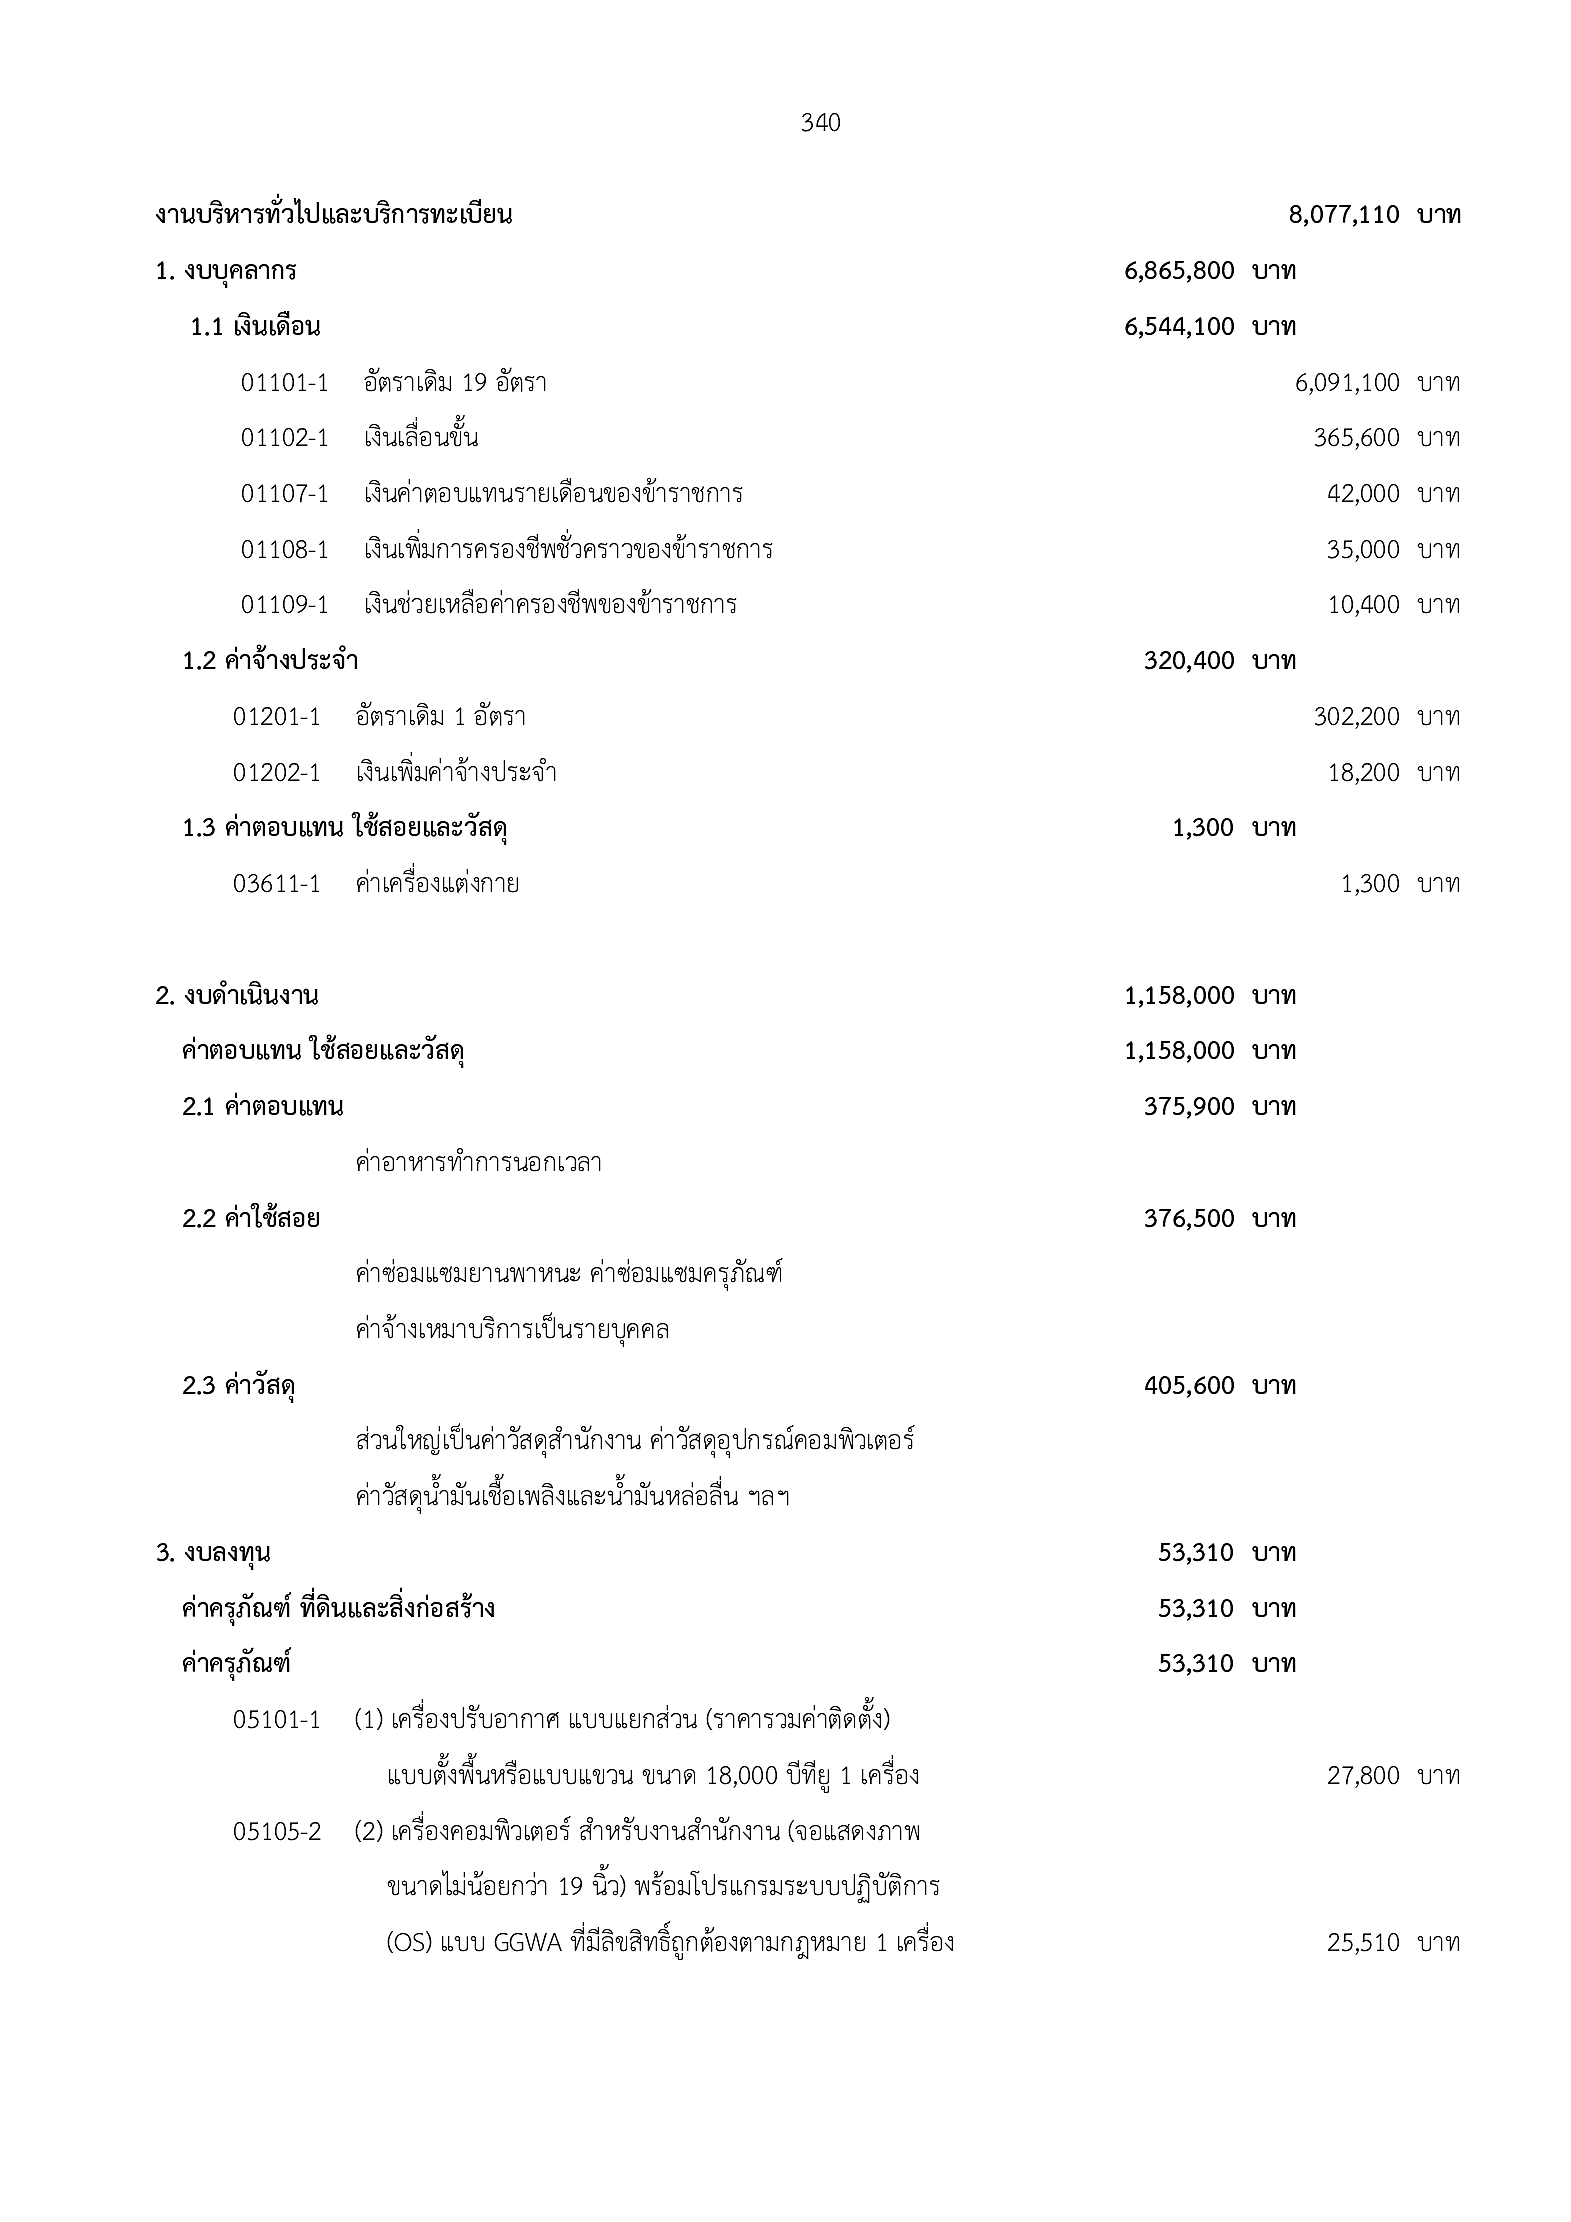 340
งานบริหารทั่วไปและบริการทะเบียน 8,077,110 บาท
1. งบบุคลากร 6,865,800 บาท
1.1 เงินเดือน 6,544,100 บาท
01101-1 อัตราเดิม 19 อัตรา 6,091,100 บาท
01102-1 เงินเลื่อนขั้น 365,600 บาท
01107-1 เงินค่าตอบแทนรายเดือนของข้าราชการ 42,000 บาท
01108-1 เงินเพิ่มการครองชีพชั่วคราวของข้าราชการ 35,000 บาท
01109-1 เงินช่วยเหลือค่าครองชีพของข้าราชการ 10,400 บาท
1.2 ค่าจ้างประจำ 320,400 บาท
01201-1 อัตราเดิม 1 อัตรา 302,200 บาท
01202-1 เงินเพิ่มค่าจ้างประจำ 18,200 บาท
1.3 ค่าตอบแทน ใช้สอยและวัสดุ 1,300 บาท
03611-1 ค่าเครื่องแต่งกาย 1,300 บาท
2. งบดำเนินงาน 1,158,000 บาท
ค่าตอบแทน ใช้สอยและวัสดุ 1,158,000 บาท
2.1 ค่าตอบแทน 375,900 บาท
ค่าอาหารทำการนอกเวลา
2.2 ค่าใช้สอย 376,500 บาท
ค่าซ่อมแซมยานพาหนะ ค่าซ่อมแซมครุภัณฑ์
ค่าจ้างเหมาบริการเป็นรายบุคคล
2.3 ค่าวัสดุ 405,600 บาท
ส่วนใหญ่เป็นค่าวัสดุสำนักงาน ค่าวัสดุอุปกรณ์คอมพิวเตอร์
ค่าวัสดุน้ำมันเชื้อเพลิงและน้ำมันหล่อลื่น ฯลฯ
3. งบลงทุน 53,310 บาท
ค่าครุภัณฑ์ ที่ดินและสิ่งก่อสร้าง 53,310 บาท
ค่าครุภัณฑ์ 53,310 บาท
05101-1 (1) เครื่องปรับอากาศ แบบแยกส่วน (ราคารวมค่าติดตั้ง)
แบบตั้งพื้นหรือแบบแขวน ขนาด 18,000 บีทียู 1 เครื่อง 27,800 บาท
05105-2 (2) เครื่องคอมพิวเตอร์ สำหรับงานสำนักงาน (จอแสดงภาพ
ขนาดไม่น้อยกว่า 19 นิ้ว) พร้อมโปรแกรมระบบปฏิบัติการ
(OS) แบบ GGWA ที่มีลิขสิทธิ์ถูกต้องตามกฎหมาย 1 เครื่อง 25,510 บาท